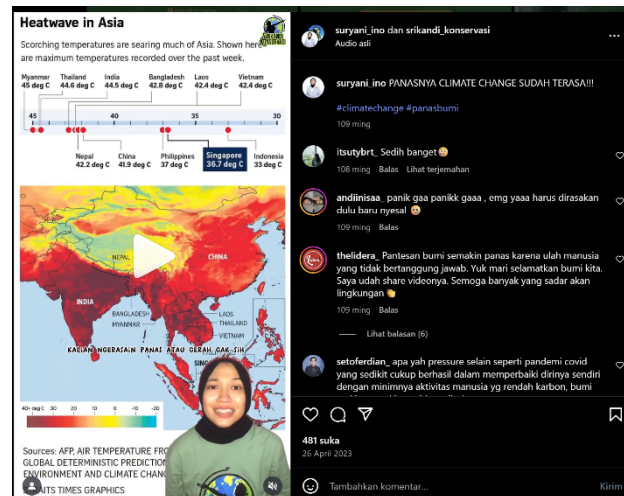 Heatwave in Asia
Scorching temperatures are searing much of Asia. Shown here
are maximum temperatures recorded over the past week.
Myanmar Thailand India Bangladesh Laos Vietnam
45 deg C 44.6 deg C 44.5 deg C 42.8 deg C 42.4 deg C 42.4 deg C
45 40 35 30
Nepal China Philippines Singapore Indonesia
42.2 deg C 41.9 deg C 37 deg C 36.7 deg C 33 deg C
NEPAL
CHINA
INDIA
BANGLADESH
MYANMAR
LAOS
THAILAND
VIETNAM
KALIAN NGERASAIN PANAS ATAU GERAH GAK SIH
40+ deg C 30 20 10 0 -10 -20
Sources: AFP, AIR TEMPERATURE FRO
GLOBAL DETERMINISTIC PREDICTION
ENVIRONMENT AND CLIMATE CHANG
AITS TIMES GRAPHICS
suryani_ino dan srikandi_konservasi
Audio asli
suryani_ino PANASNYA CLIMATE CHANGE SUDAH TERASA!!!
#climatechange #panasbumi
109 ming
itsutybrt_ Sedih banget
108 ming Balas Lihat terjemahan
andiinisaa_ panik gaa panikk gaaa , emg yaaa harus dirasakan
dulu baru nyesal
109 ming Balas
thelidera_ Pantesan bumi semakin panas karena ulah manusia
yang tidak bertanggung jawab. Yuk mari selamatkan bumi kita.
Saya udah share videonya. Semoga banyak yang sadar akan
lingkungan
109 ming Balas
Lihat balasan (6)
setoferdian_ apa yah pressure selain seperti pandemi covid
yang sedikit cukup berhasil dalam memperbaiki dirinya sendiri
dengan minimnya aktivitas manusia yg rendah karbon, bumi
481 suka
26 April 2023
Tambahkan komentar...
Kirim